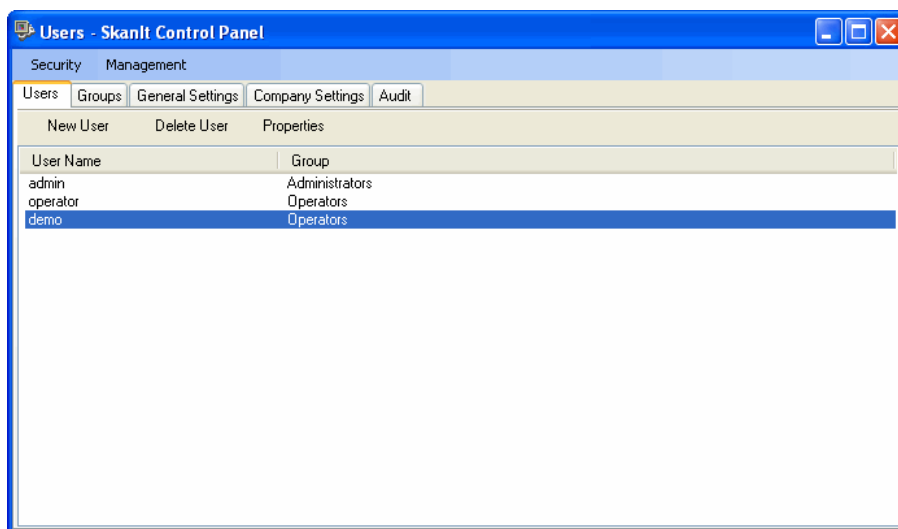 Users - SkanIt Control Panel
Security Management
Users Groups General Settings Company Settings Audit
New User Delete User Properties
User Name Group
admin Administrators
operator Operators
demo Operators